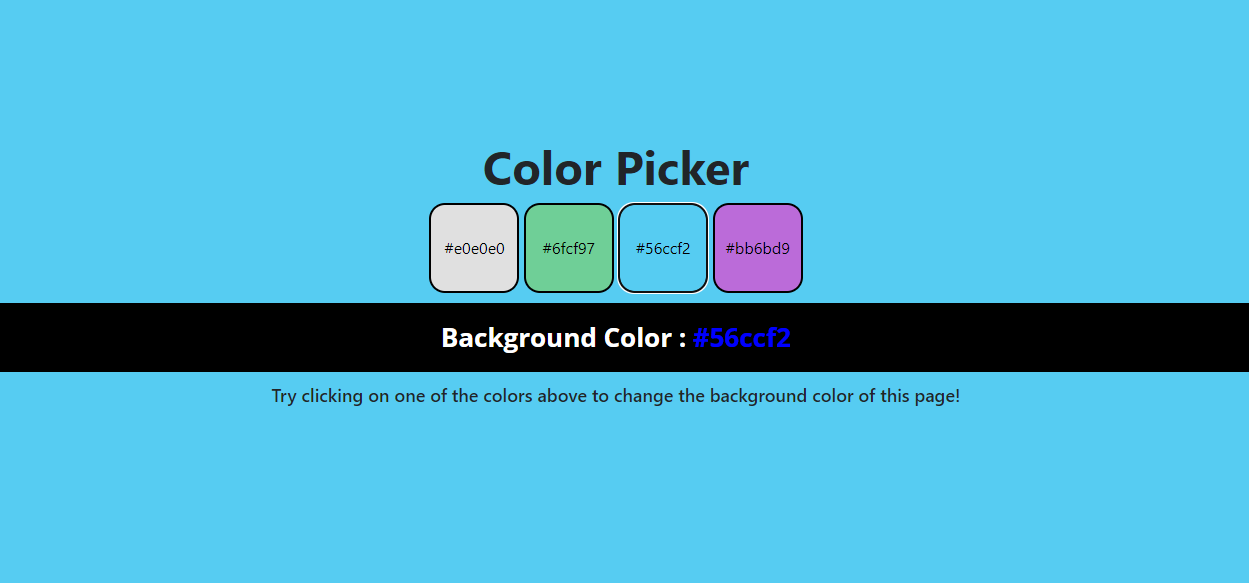 Color Picker
#e0e0e0 #6fcf97 #56ccf2 #bb6bd9
Background Color : #56ccf2
Try clicking on one of the colors above to change the background color of this page!